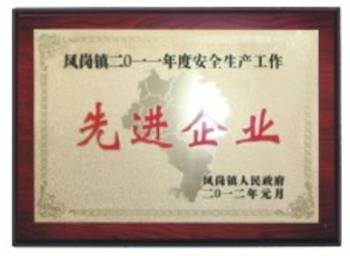 凤岗镇二〇一一年度安全生产工作
先进企业
凤岗镇人民政府
二〇一二年元月